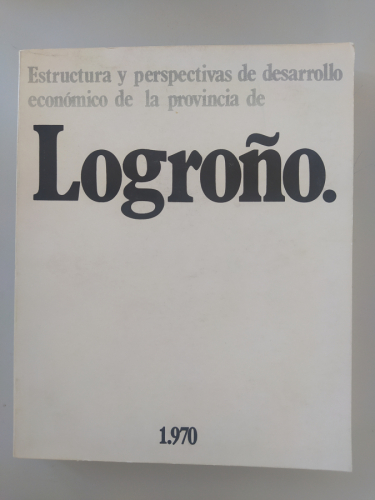 Estructura y perspectivas de desarrollo
económico de la provincia de
Logroño.
1.970